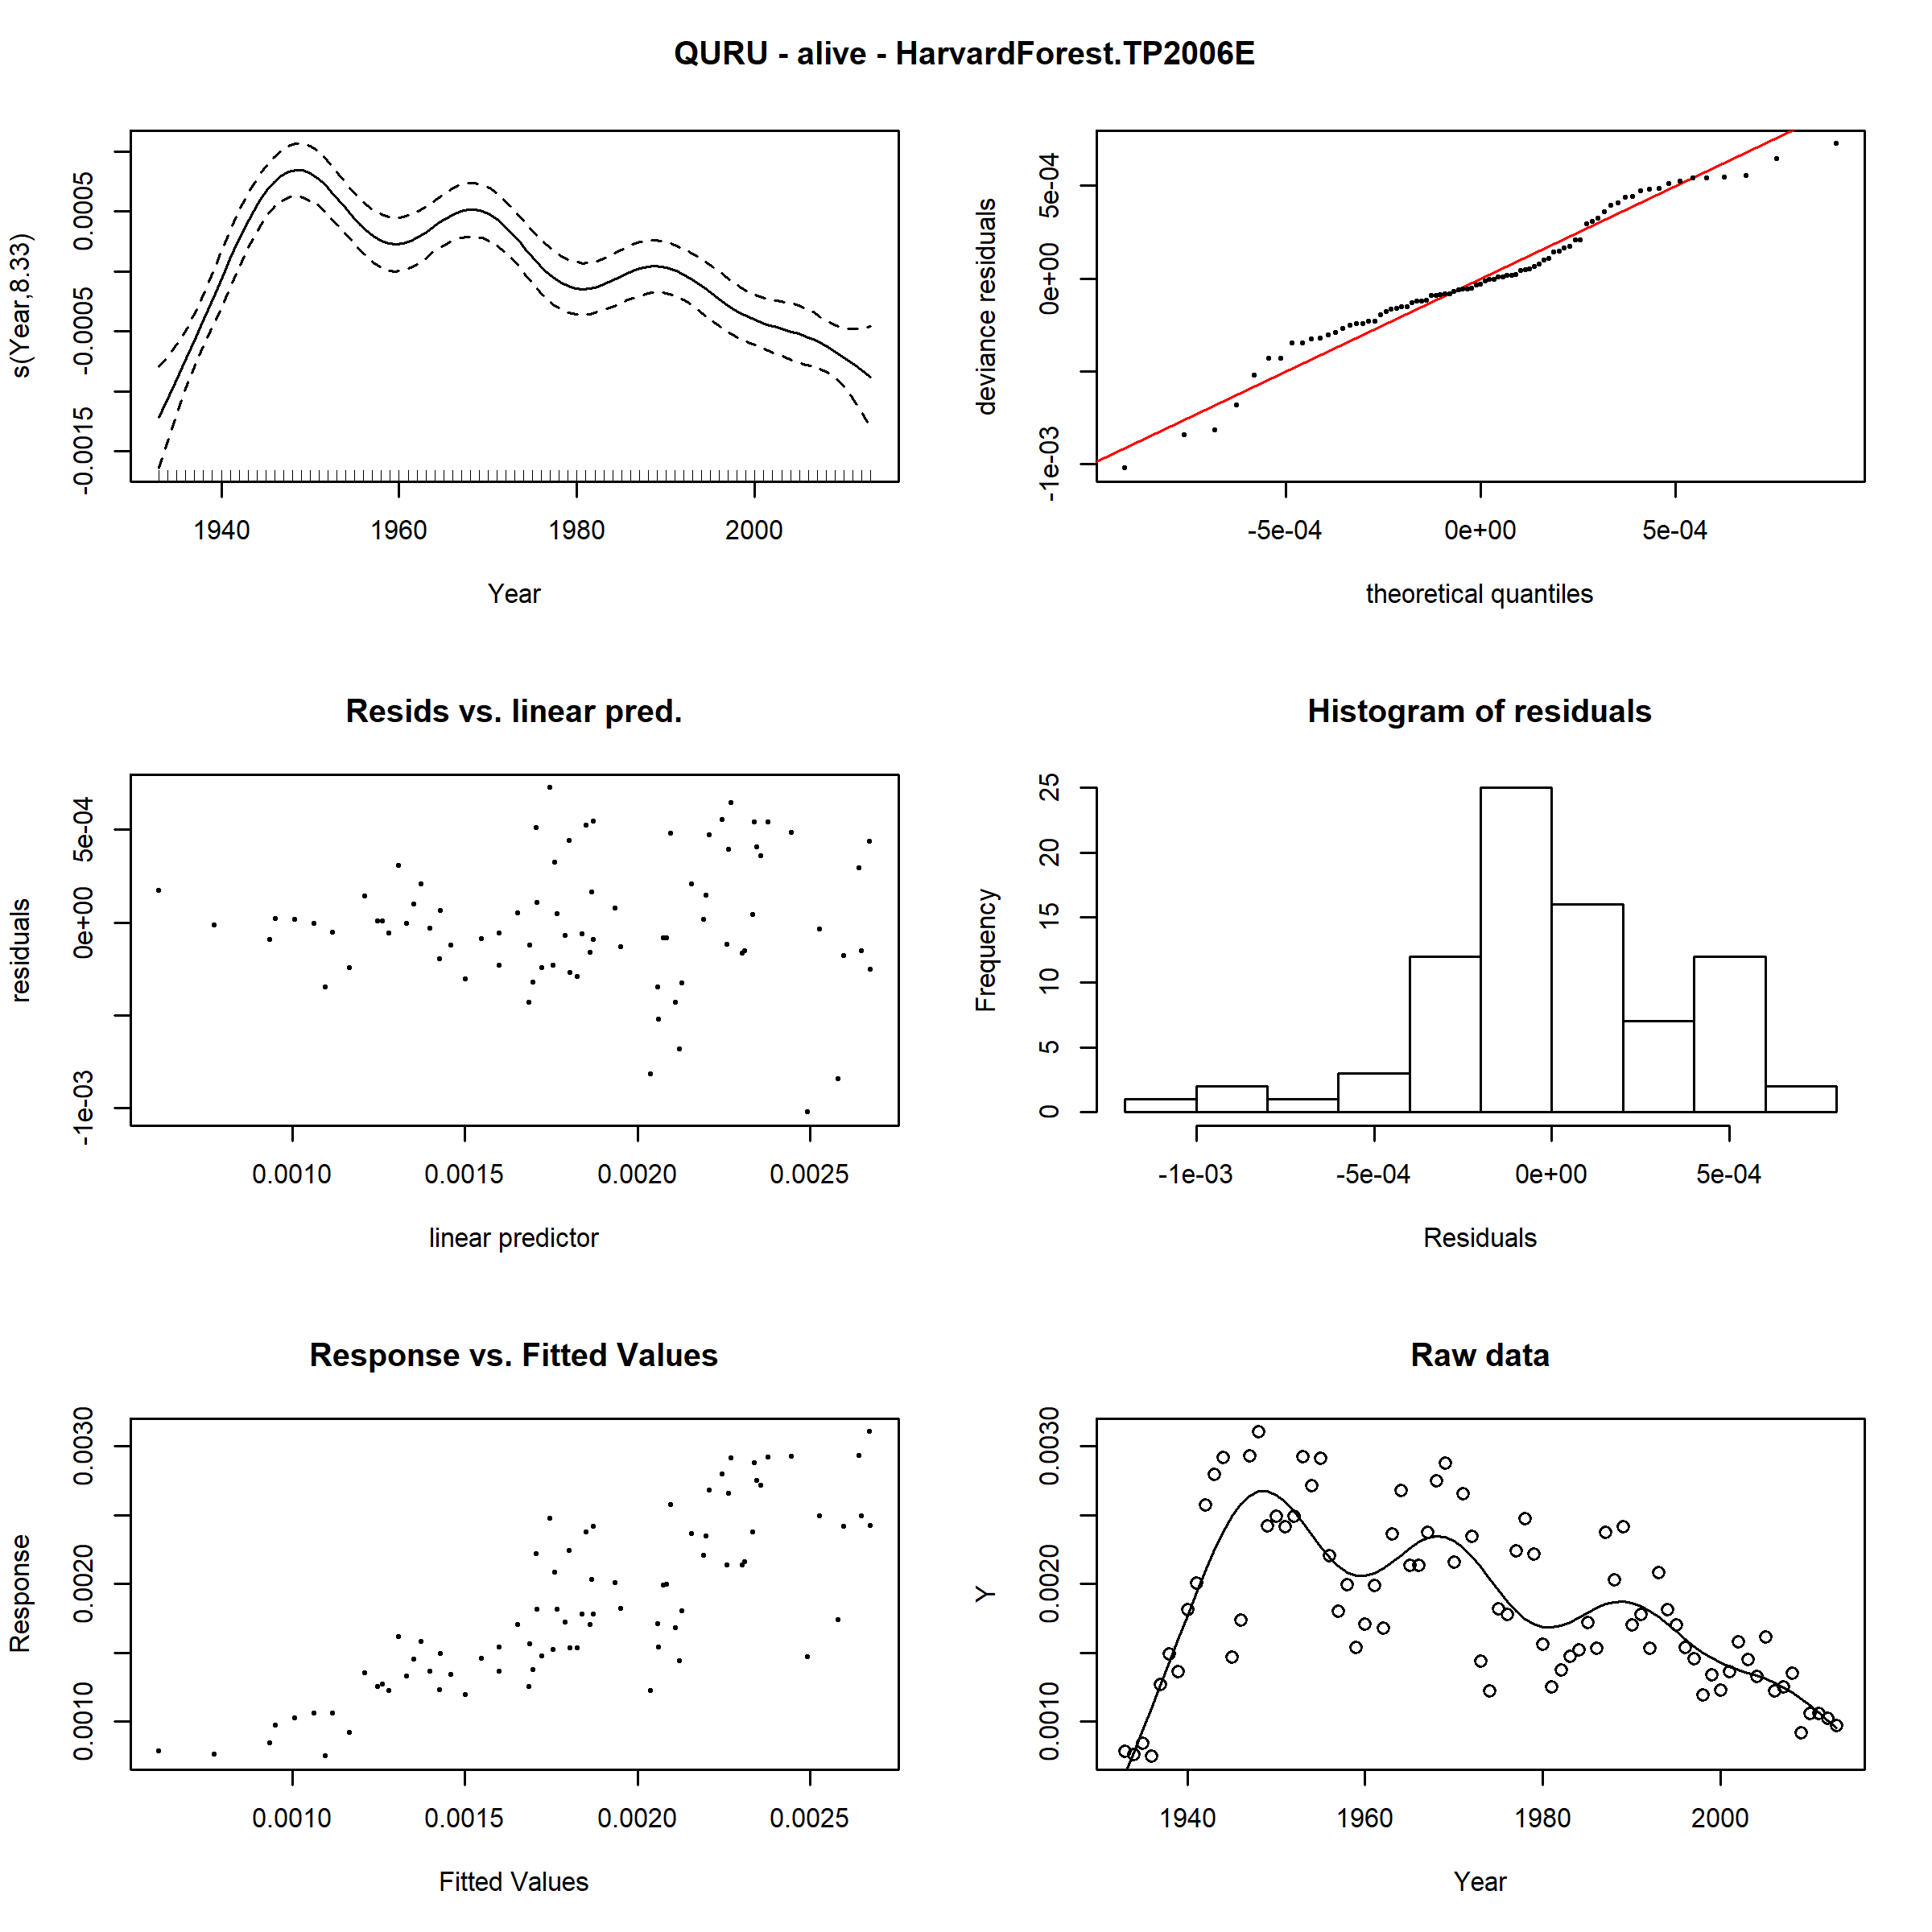 QURU - alive - HarvardForest.TP2006E
s(Year,8.33)
-0.0015 -0.0005 0.0005
1940 1960 1980 2000
Year
deviance residuals
-1e-03 0e+00 5e-04
-5e-04 0e+00 5e-04
theoretical quantiles
Resids vs. linear pred.
residuals
-1e-03 0e+00 5e-04
0.0010 0.0015 0.0020 0.0025
linear predictor
Histogram of residuals
Frequency
0 5 10 15 20 25
-1e-03 -5e-04 0e+00 5e-04
Residuals
Response vs. Fitted Values
Response
0.0010 0.0020 0.0030
0.0010 0.0015 0.0020 0.0025
Fitted Values
Raw data
Y
0.0010 0.0020 0.0030
1940 1960 1980 2000
Year